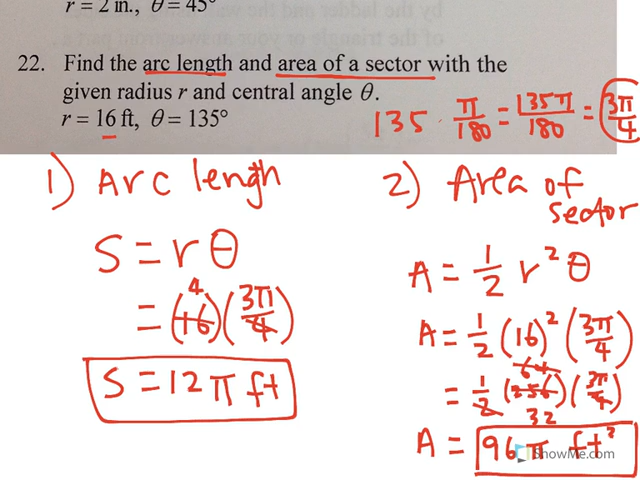 r = 2 in., θ = 45°
22. Find the arc length and area of a sector with the
given radius r and central angle θ.
r = 16 ft, θ = 135°
135 · π/180 = 135π/180 = 3π/4
1) Arc lengh
S = r θ
4
= (16)(3π/4)
S = 12π ft
2) Area of
sector
A = 1/2 r² θ
A = 1/2 (16)² (3π/4)
64
= 1/2 (256)(3π/4)
32
A = 96π ft²
ShowMe.com